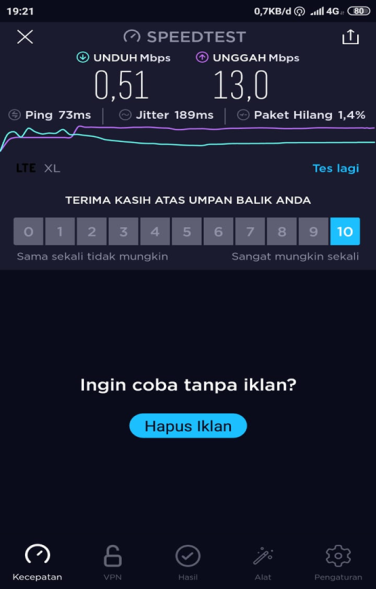 19:21 0,7KB/d 4G 80
SPEEDTEST
UNDUH Mbps UNGGAH Mbps
0,51 13,0
Ping 73ms Jitter 189ms Paket Hilang 1,4%
LTE XL Tes lagi
TERIMA KASIH ATAS UMPAN BALIK ANDA
0 1 2 3 4 5 6 7 8 9 10
Sama sekali tidak mungkin Sangat mungkin sekali
Ingin coba tanpa iklan?
Hapus Iklan
Kecepatan VPN Hasil Alat Pengaturan